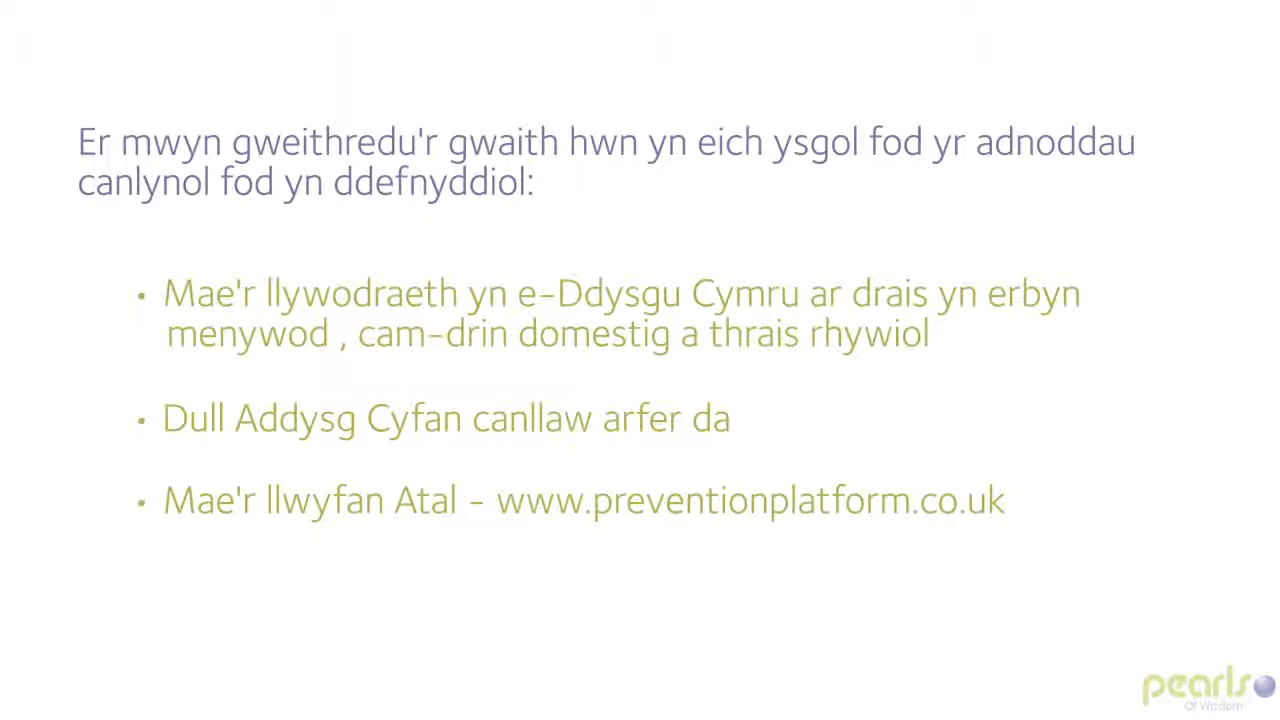 Er mwyn gweithredu'r gwaith hwn yn eich ysgol fod yr adnoddau
canlynol fod yn ddefnyddiol:
• Mae'r llywodraeth yn e-Ddysgu Cymru ar drais yn erbyn
menywod , cam-drin domestig a thrais rhywiol
• Dull Addysg Cyfan canllaw arfer da
• Mae'r llwyfan Atal - www.preventionplatform.co.uk
pearls
Of Wisdom